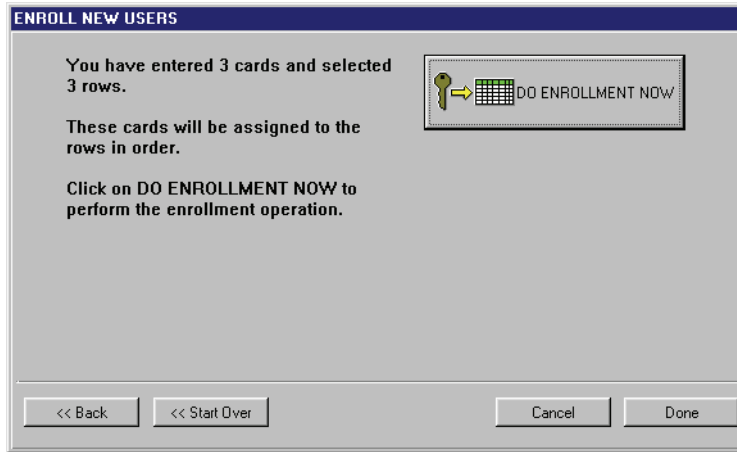 ENROLL NEW USERS
You have entered 3 cards and selected
3 rows.
These cards will be assigned to the
rows in order.
Click on DO ENROLLMENT NOW to
perform the enrollment operation.
DO ENROLLMENT NOW
<< Back
<< Start Over
Cancel
Done